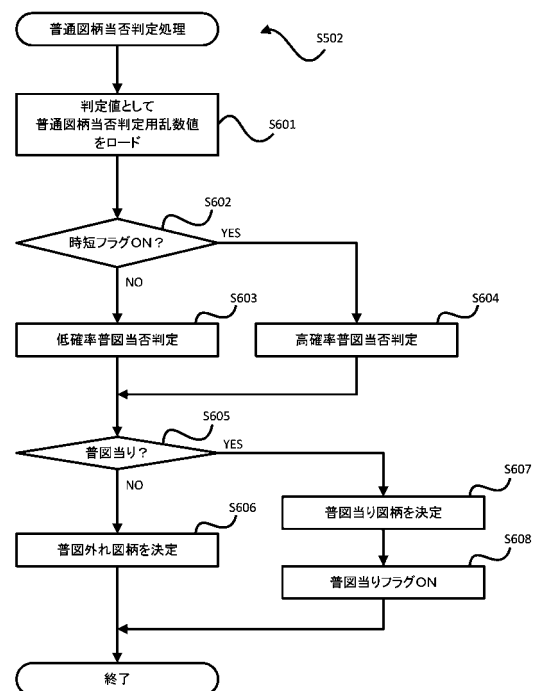 普通図柄当否判定処理
S502
判定値として
普通図柄当否判定用乱数値
をロード
S601
S602
時短フラグON？
YES
NO
S603
低確率普図当否判定
S604
高確率普図当否判定
S605
普図当り？
YES
NO
S606
普図外れ図柄を決定
S607
普図当り図柄を決定
S608
普図当りフラグON
終了